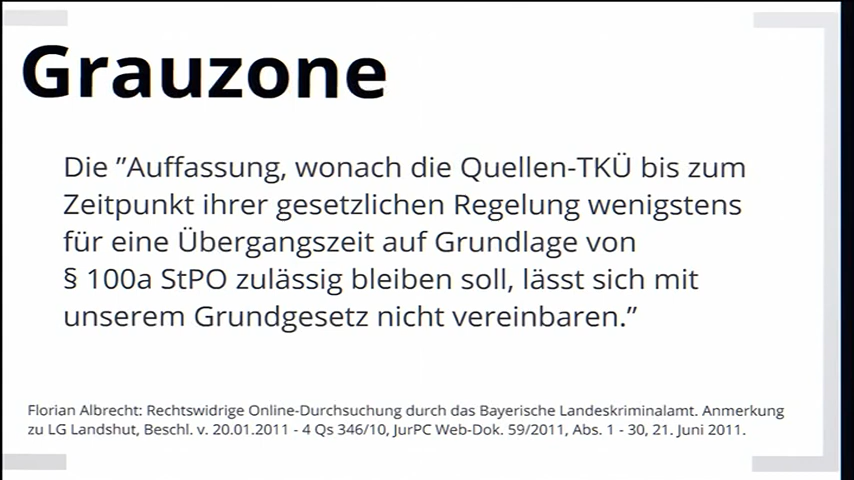 Grauzone
Die ”Auffassung, wonach die Quellen-TKÜ bis zum
Zeitpunkt ihrer gesetzlichen Regelung wenigstens
für eine Übergangszeit auf Grundlage von
§ 100a StPO zulässig bleiben soll, lässt sich mit
unserem Grundgesetz nicht vereinbaren.”
Florian Albrecht: Rechtswidrige Online-Durchsuchung durch das Bayerische Landeskriminalamt. Anmerkung
zu LG Landshut, Beschl. v. 20.01.2011 - 4 Qs 346/10, JurPC Web-Dok. 59/2011, Abs. 1 - 30, 21. Juni 2011.